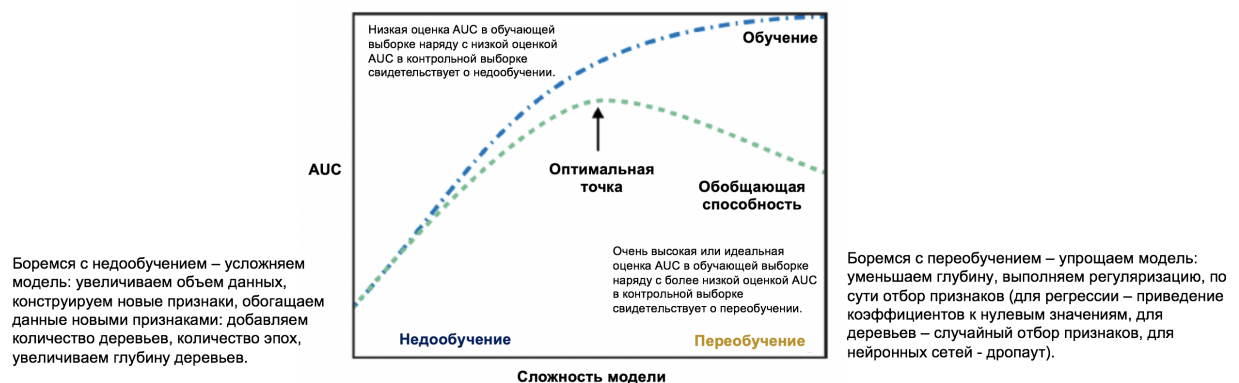 Низкая оценка AUC в обучающей
выборке наряду с низкой оценкой
AUC в контрольной выборке
свидетельствует о недообучении.
Обучение
AUC
Оптимальная
точка
Обобщающая
способность
Боремся с недообучением – усложняем
модель: увеличиваем объем данных,
конструируем новые признаки, обогащаем
данные новыми признаками: добавляем
количество деревьев, количество эпох,
увеличиваем глубину деревьев.
Очень высокая или идеальная
оценка AUC в обучающей выборке
наряду с более низкой оценкой AUC
в контрольной выборке
свидетельствует о переобучении.
Боремся с переобучением – упрощаем модель:
уменьшаем глубину, выполняем регуляризацию, по
сути отбор признаков (для регрессии – приведение
коэффициентов к нулевым значениям, для
деревьев – случайный отбор признаков, для
нейронных сетей - дропаут).
Недообучение
Переобучение
Сложность модели